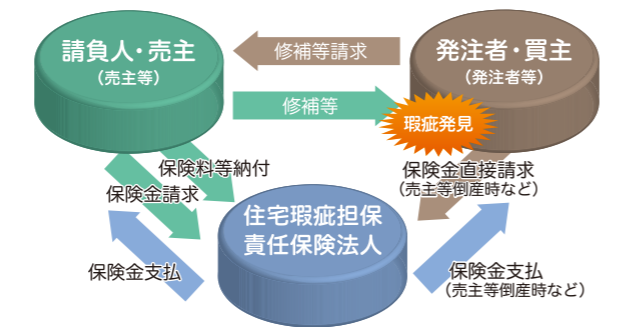 請負人・売主
（売主等）
修補等請求
発注者・買主
（発注者等）
修補等
瑕疵発見
保険料等納付
保険金請求
保険金直接請求
（売主等倒産時など）
住宅瑕疵担保
責任保険法人
保険金支払
保険金支払
（売主等倒産時など）